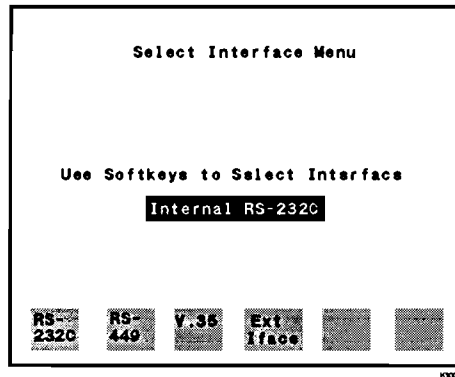 Select Interface Menu
Use Softkeys to Select Interface
Internal RS-232C
RS-
232C
RS-
449
V.35
Ext
Iface